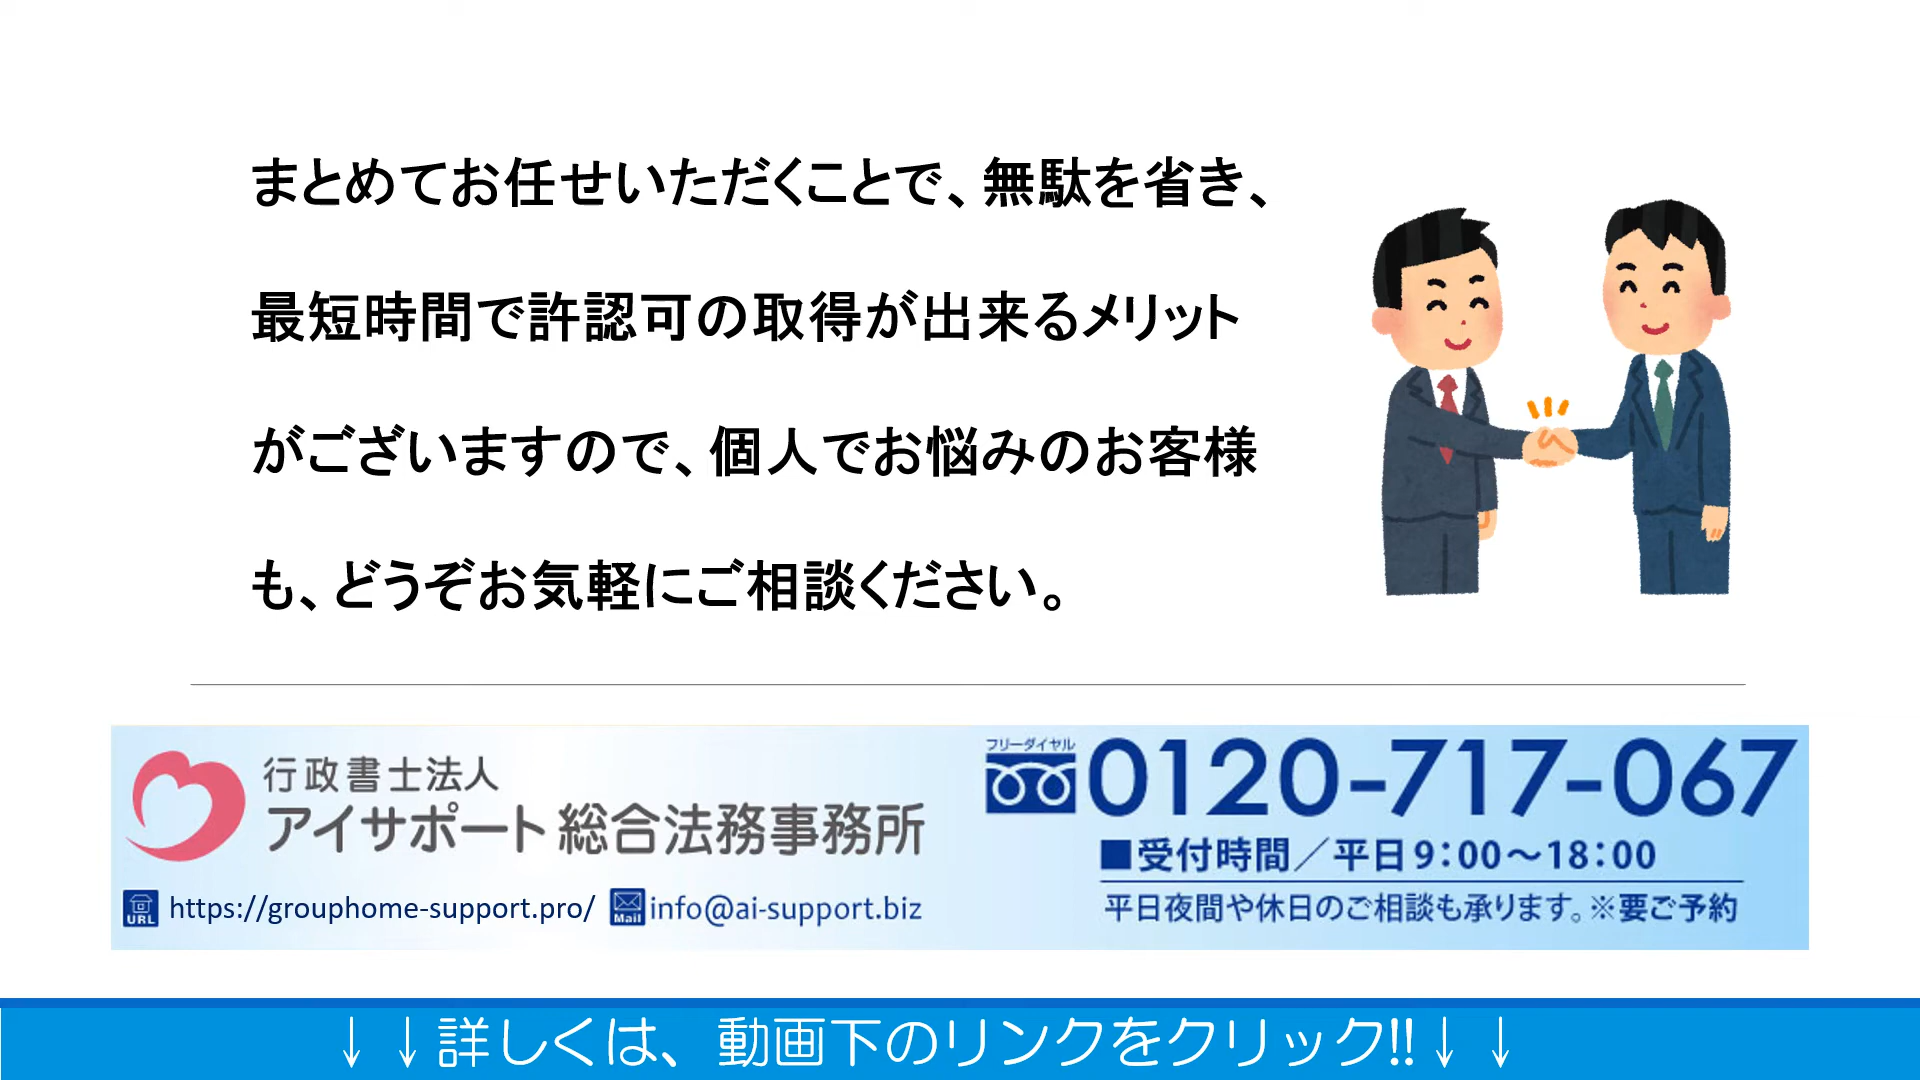 まとめてお任せいただくことで、無駄を省き、
最短時間で許認可の取得が出来るメリット
がございますので、個人でお悩みのお客様
も、どうぞお気軽にご相談ください。
行政書士法人
アイサポート総合法務事務所
URL https://grouphome-support.pro/ Mail info@ai-support.biz
フリーダイヤル
0120-717-067
■受付時間／平日9:00～18:00
平日夜間や休日のご相談も承ります。※要ご予約
↓↓詳しくは、動画下のリンクをクリック!!↓↓